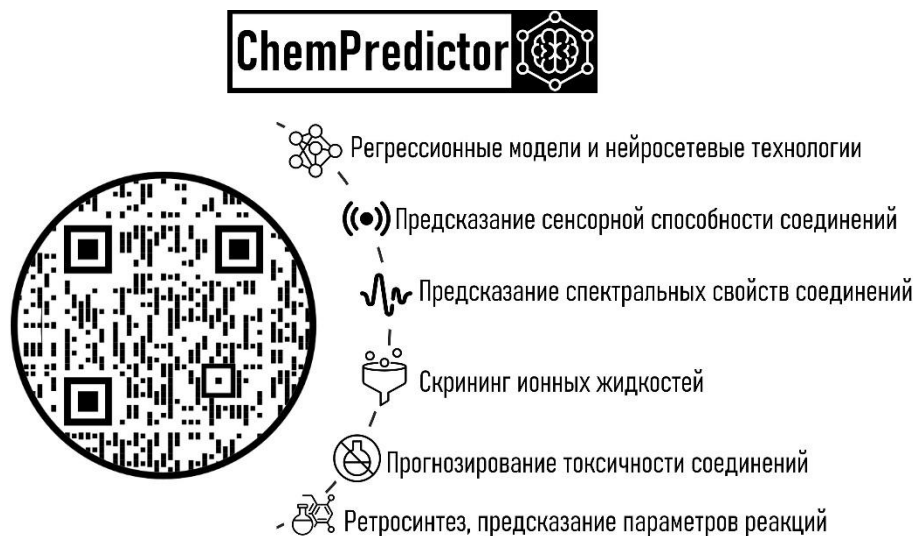 ChemPredictor
Регрессионные модели и нейросетевые технологии
Предсказание сенсорной способности соединений
Предсказание спектральных свойств соединений
Скрининг ионных жидкостей
Прогнозирование токсичности соединений
Ретросинтез, предсказание параметров реакций